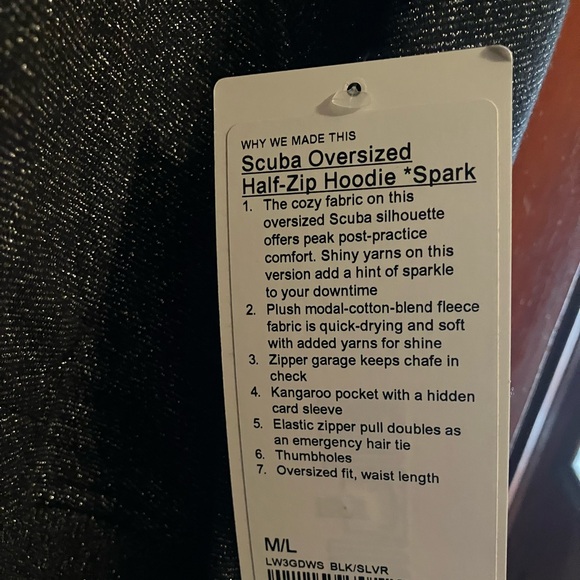 WHY WE MADE THIS
Scuba Oversized
Half-Zip Hoodie *Spark
1. The cozy fabric on this
oversized Scuba silhouette
offers peak post-practice
comfort. Shiny yarns on this
version add a hint of sparkle
to your downtime
2. Plush modal-cotton-blend fleece
fabric is quick-drying and soft
with added yarns for shine
3. Zipper garage keeps chafe in
check
4. Kangaroo pocket with a hidden
card sleeve
5. Elastic zipper pull doubles as
an emergency hair tie
6. Thumbholes
7. Oversized fit, waist length
M/L
LW3GDWS BLK/SLVR